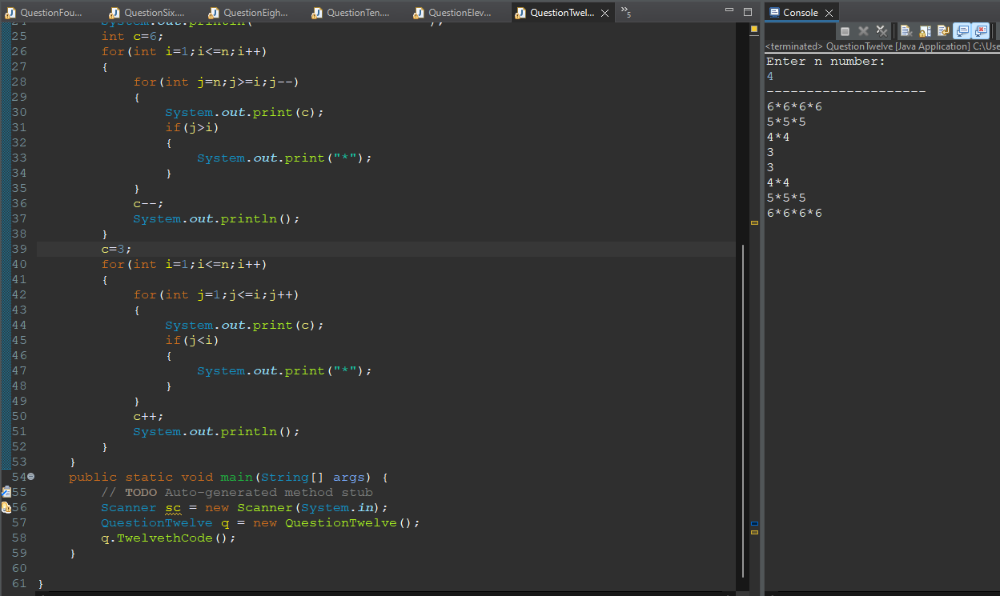 QuestionFou... QuestionSix.... QuestionEigh... QuestionTen.... QuestionElev... QuestionTwel... 5
25 int c=6;
26 for(int i=1;i<=n;i++)
27 {
28 for(int j=n;j>=i;j--)
29 {
30 System.out.print(c);
31 if(j>i)
32 {
33 System.out.print("*");
34 }
35 }
36 c--;
37 System.out.println();
38 }
39 c=3;
40 for(int i=1;i<=n;i++)
41 {
42 for(int j=1;j<=i;j++)
43 {
44 System.out.print(c);
45 if(j<i)
46 {
47 System.out.print("*");
48 }
49 }
50 c++;
51 System.out.println();
52 }
53 }
54 public static void main(String[] args) {
55 // TODO Auto-generated method stub
56 Scanner sc = new Scanner(System.in);
57 QuestionTwelve q = new QuestionTwelve();
58 q.TwelvethCode();
59 }
60
61 }
Console
<terminated> QuestionTwelve [Java Application] C:\Use
Enter n number:
4
--------------------
6*6*6*6
5*5*5
4*4
3
3
4*4
5*5*5
6*6*6*6